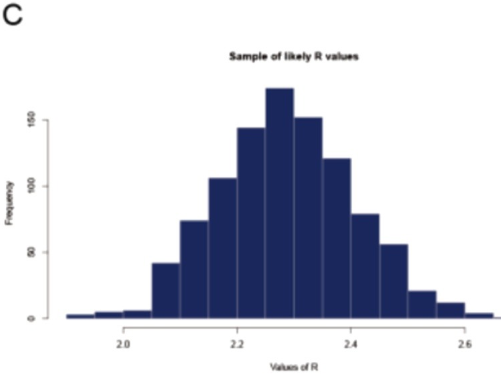 C
Sample of likely R values
150
100
50
0
Frequency
2.0 2.2 2.4 2.6
Values of R